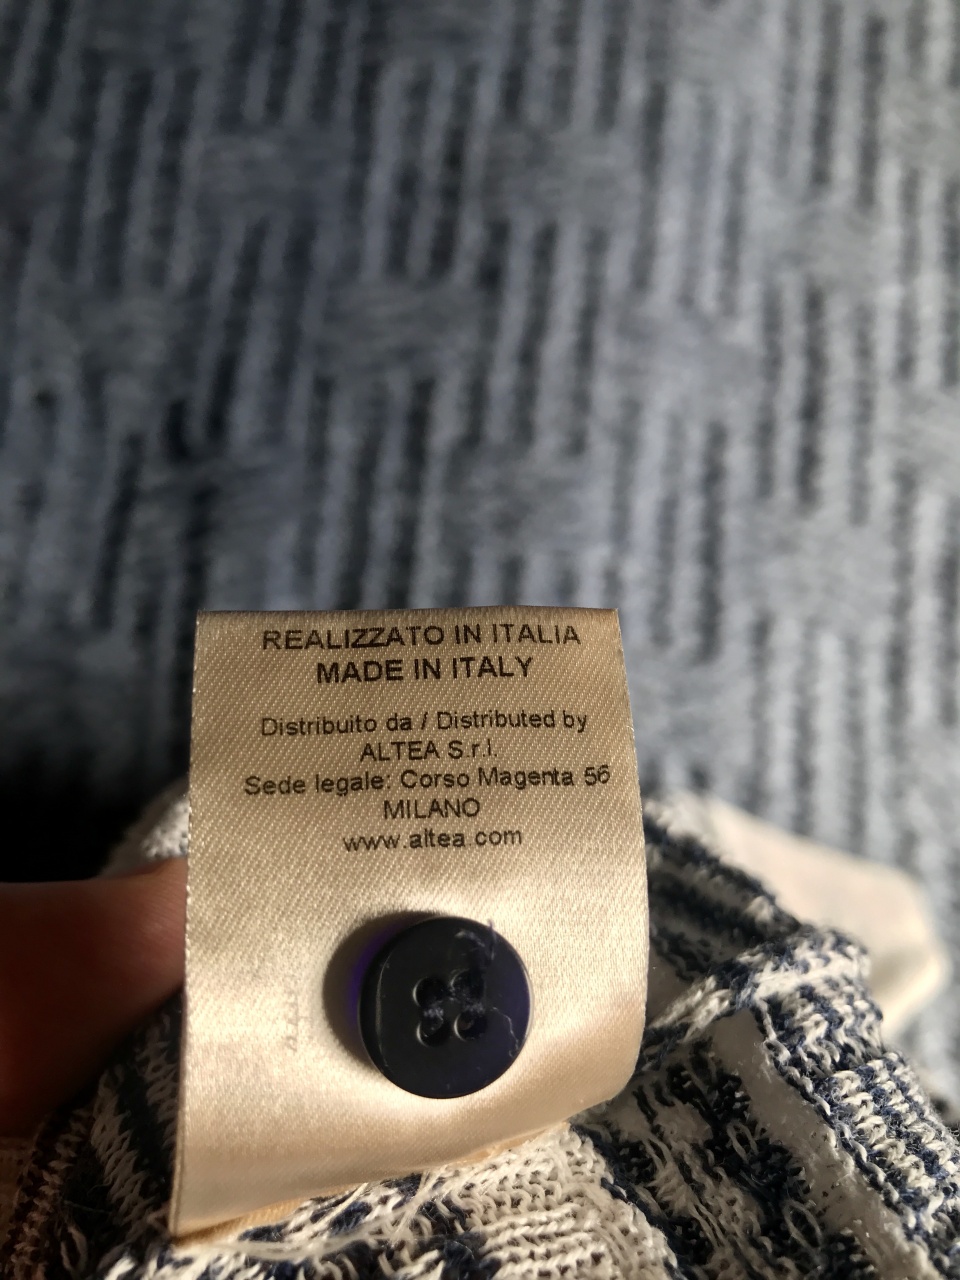 REALIZZATO IN ITALIA
MADE IN ITALY
Distribuito da / Distributed by
ALTEA S.r.l.
Sede legale: Corso Magenta 56
MILANO
www.altea.com